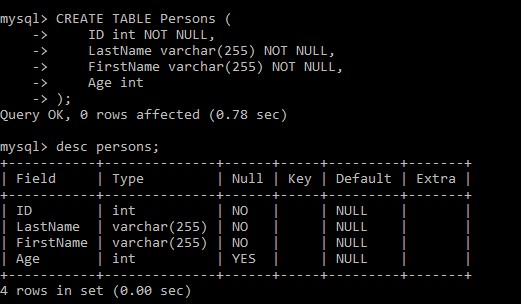 mysql> CREATE TABLE Persons (
    ->     ID int NOT NULL,
    ->     LastName varchar(255) NOT NULL,
    ->     FirstName varchar(255) NOT NULL,
    ->     Age int
    -> );
Query OK, 0 rows affected (0.78 sec)
mysql> desc persons;
+-----------+--------------+------+-----+---------+-------+
| Field     | Type         | Null | Key | Default | Extra |
+-----------+--------------+------+-----+---------+-------+
| ID        | int          | NO   |     | NULL    |       |
| LastName  | varchar(255) | NO   |     | NULL    |       |
| FirstName | varchar(255) | NO   |     | NULL    |       |
| Age       | int          | YES  |     | NULL    |       |
+-----------+--------------+------+-----+---------+-------+
4 rows in set (0.00 sec)